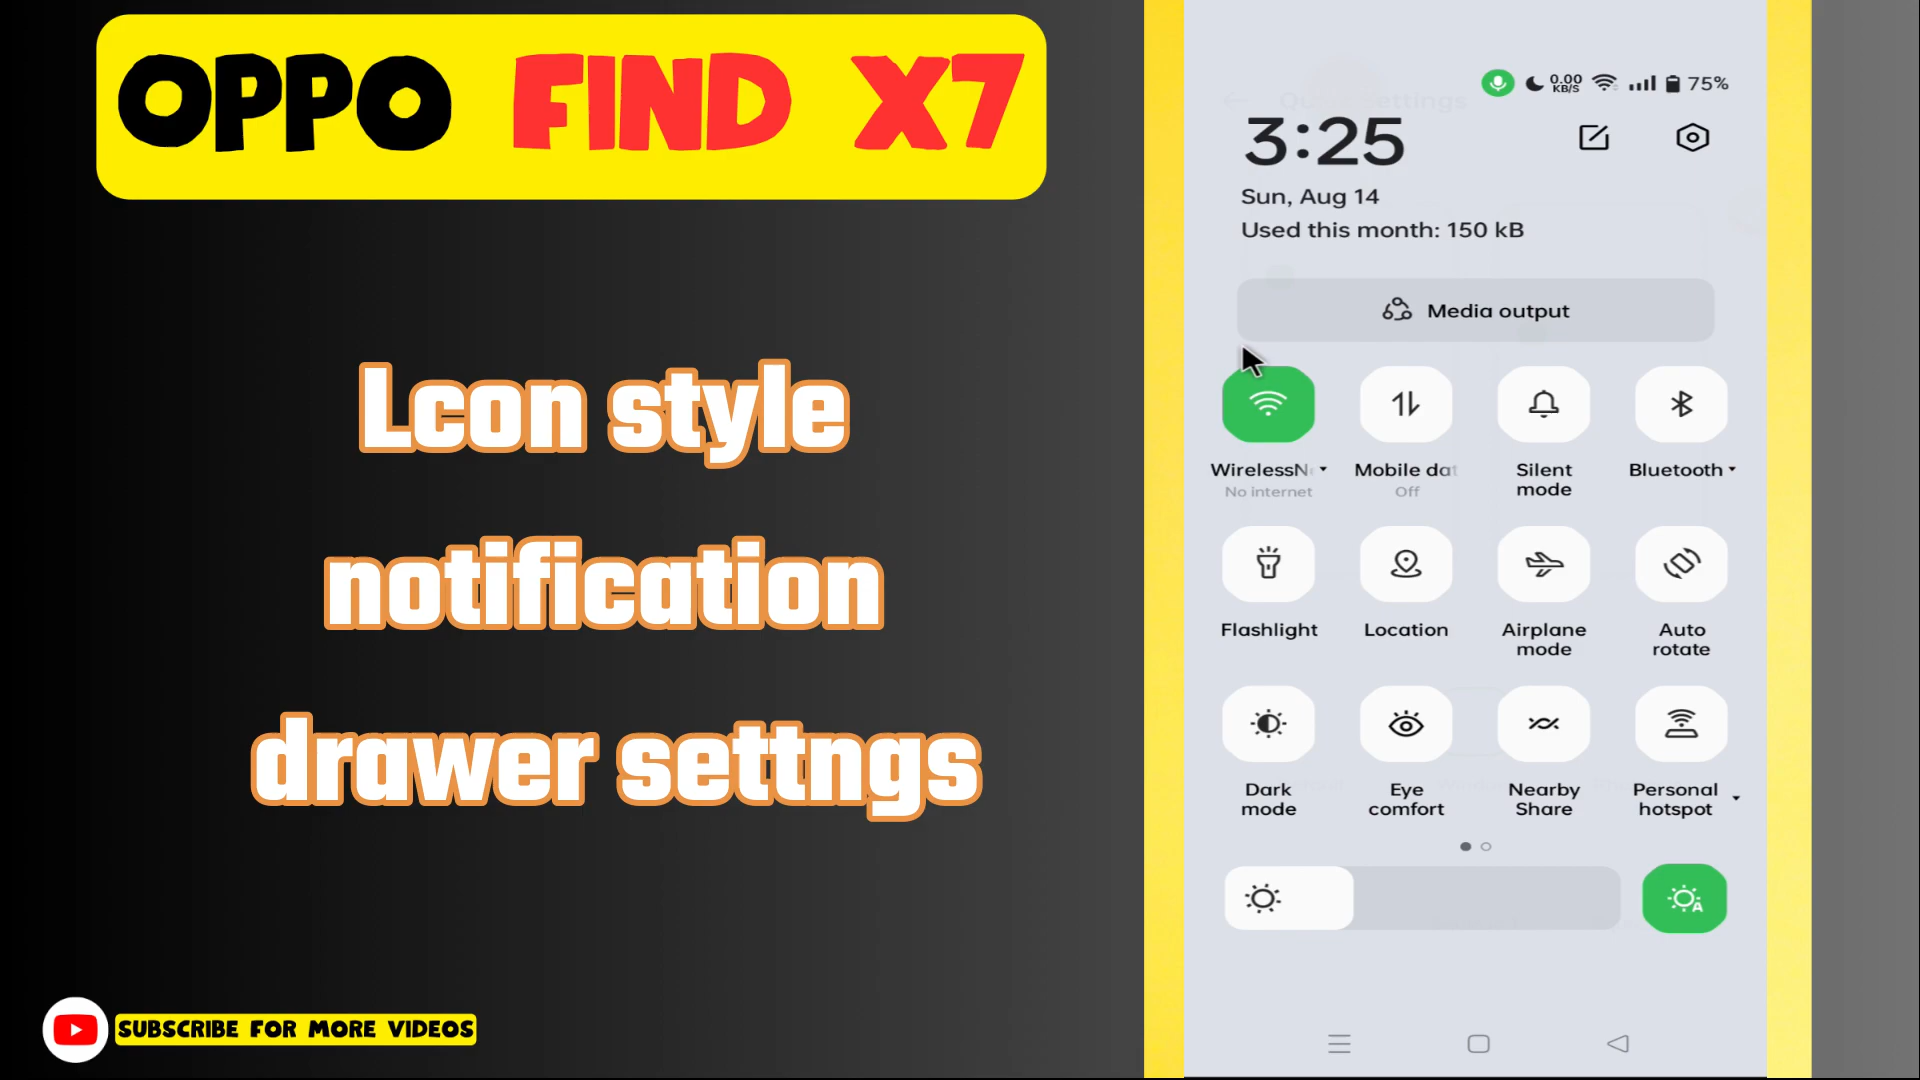 OPPO FIND X7
Lcon style
notification
drawer settngs
SUBSCRIBE FOR MORE VIDEOS
0.00 KB/S 75%
Quick Settings
3:25
Sun, Aug 14
Used this month: 150 kB
Media output
WirelessN Mobile dat Silent mode Bluetooth
No internet Off
Flashlight Location Airplane mode Auto rotate
Dark mode Eye comfort Nearby Share Personal hotspot
A